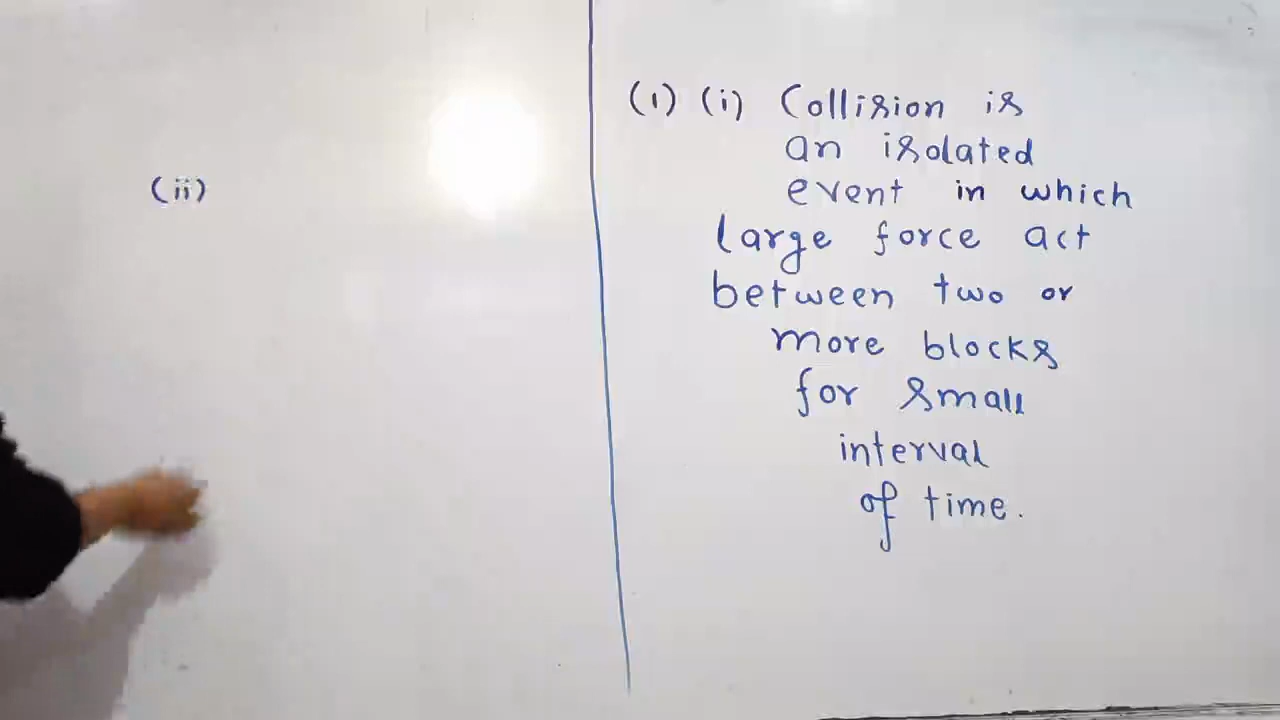 (ii)
(1) (i) Collision is
an isolated
event in which
large force act
between two or
more blocks
for small
interval
of time.